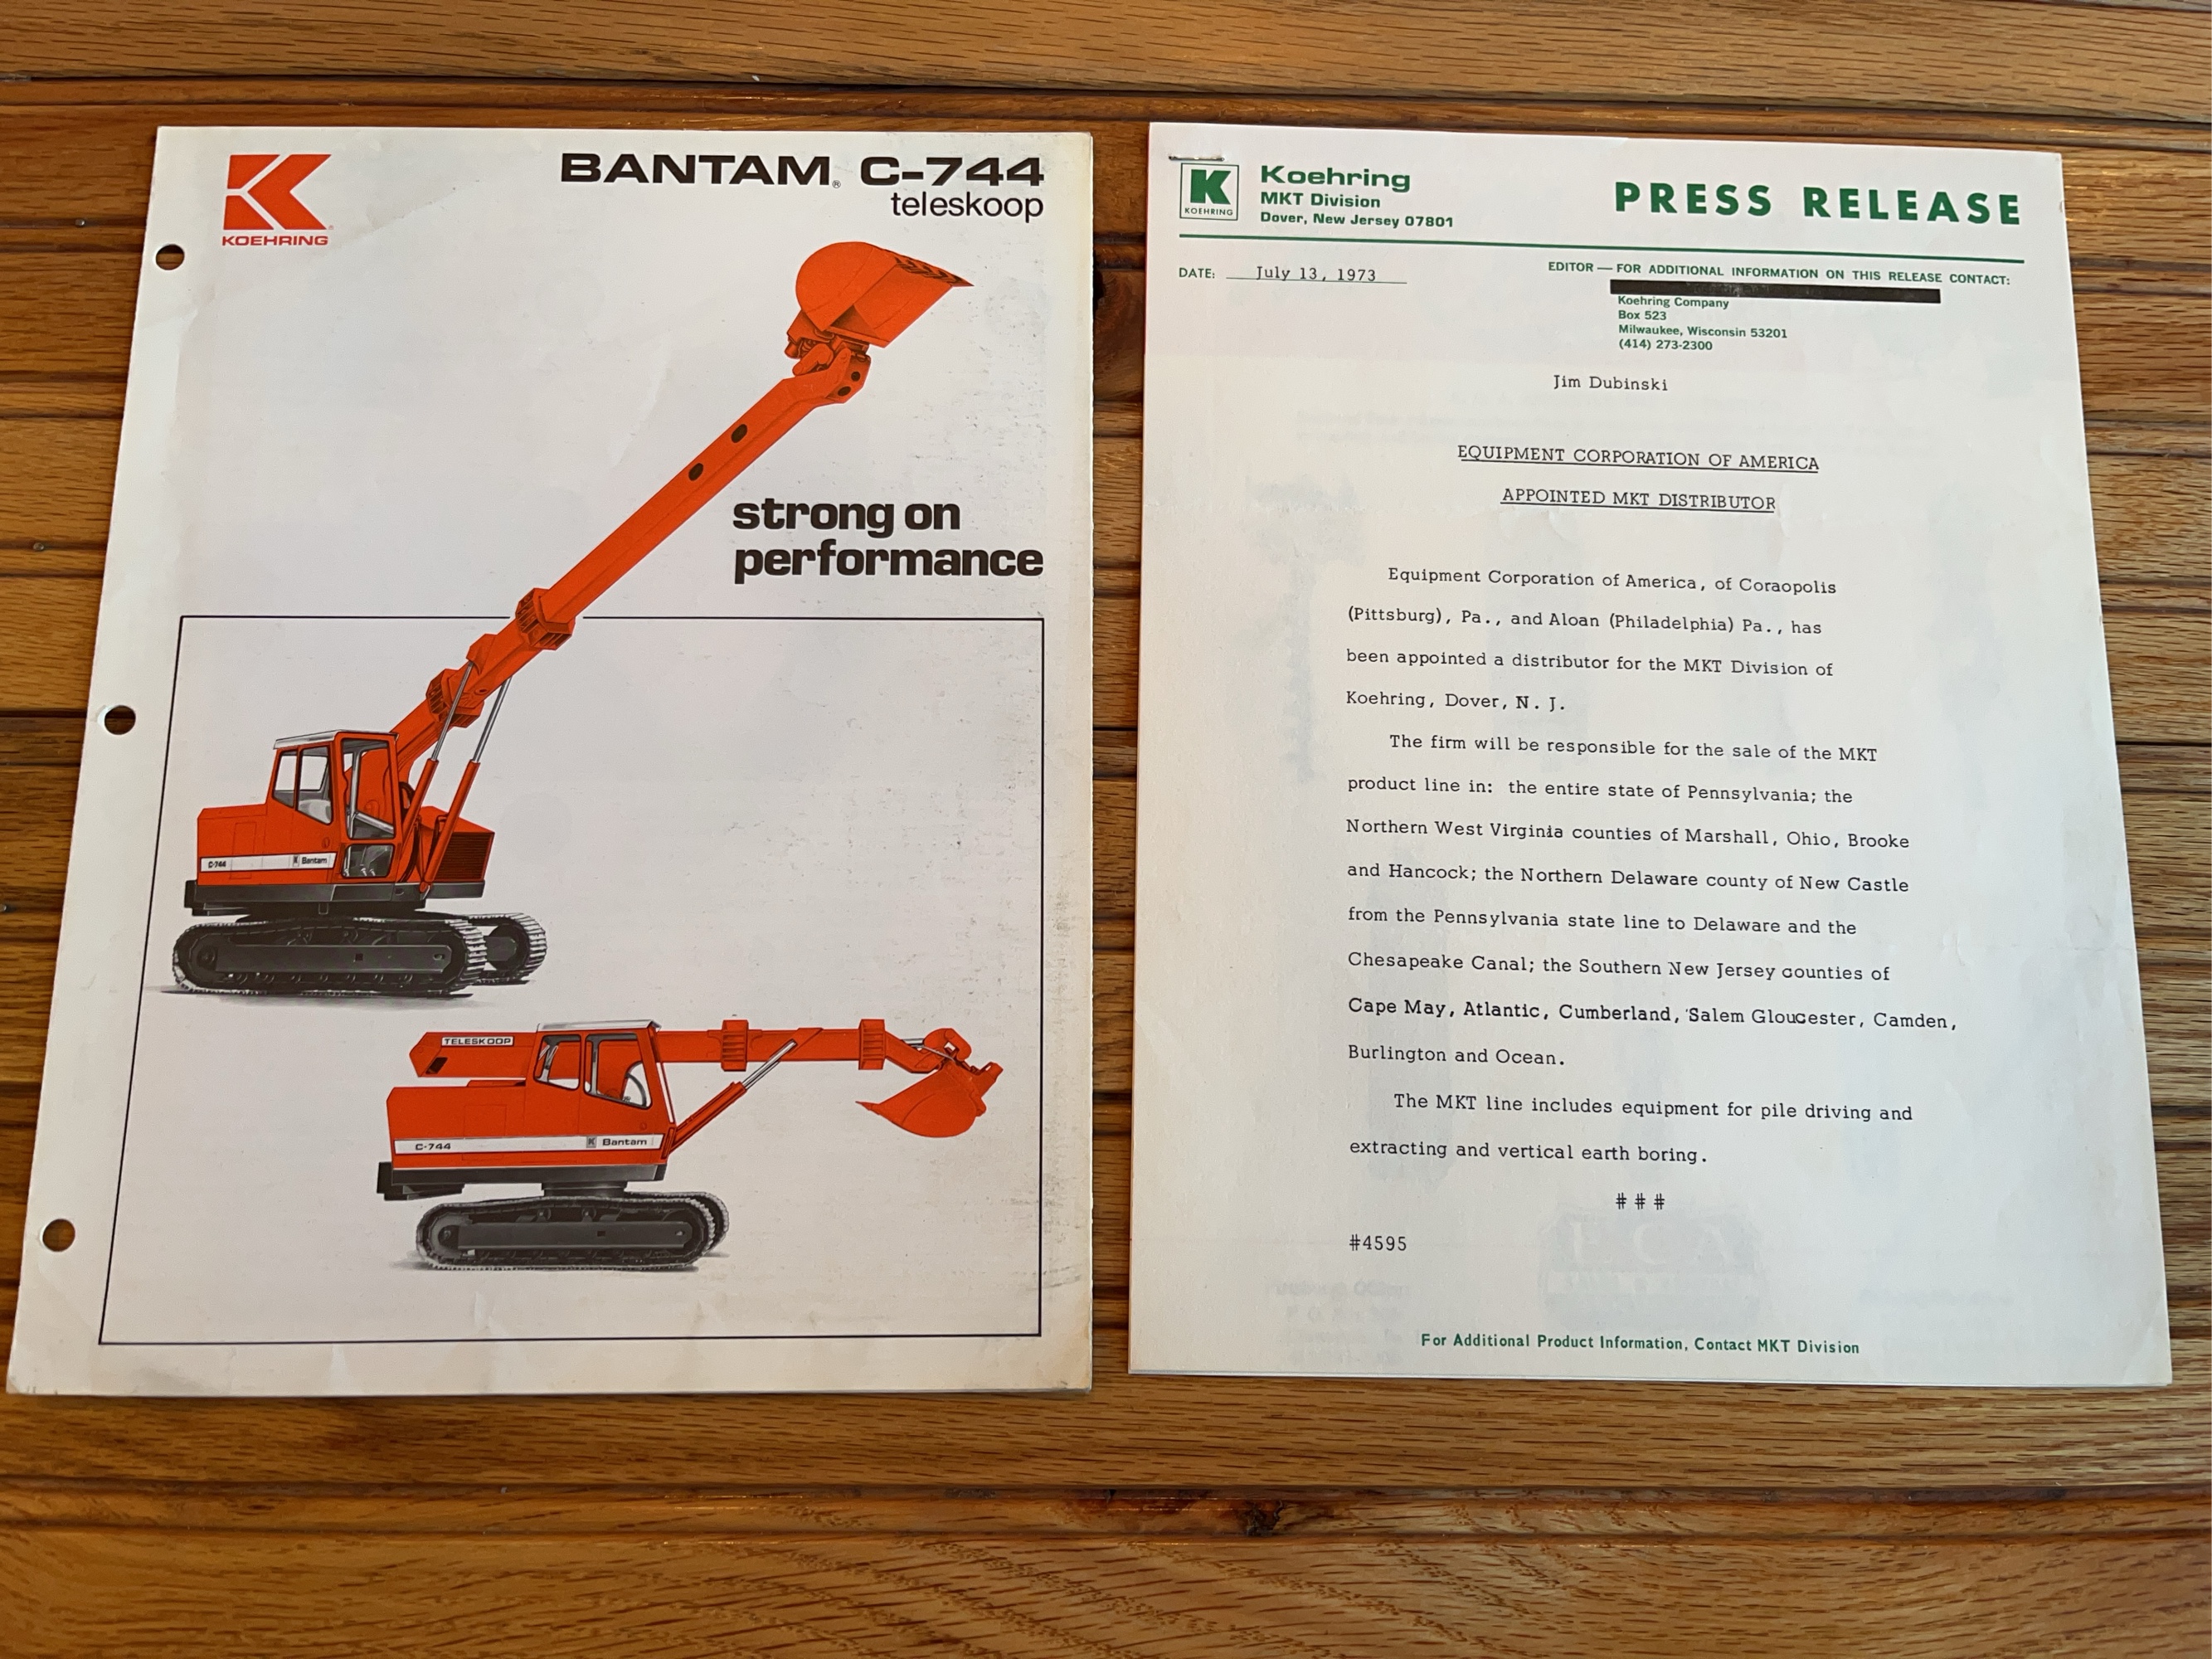 KOEHRING
BANTAM® C-744
teleskoop
strong on
performance
C-744 K Bantam
TELESKOOP
C-744 K Bantam
K
KOEHRING
Koehring
MKT Division
Dover, New Jersey 07801
PRESS RELEASE
DATE: July 13, 1973
EDITOR — FOR ADDITIONAL INFORMATION ON THIS RELEASE CONTACT:
Koehring Company
Box 523
Milwaukee, Wisconsin 53201
(414) 273-2300
Jim Dubinski
EQUIPMENT CORPORATION OF AMERICA
APPOINTED MKT DISTRIBUTOR
Equipment Corporation of America, of Coraopolis
(Pittsburg), Pa., and Aloan (Philadelphia) Pa., has
been appointed a distributor for the MKT Division of
Koehring, Dover, N. J.
The firm will be responsible for the sale of the MKT
product line in: the entire state of Pennsylvania; the
Northern West Virginia counties of Marshall, Ohio, Brooke
and Hancock; the Northern Delaware county of New Castle
from the Pennsylvania state line to Delaware and the
Chesapeake Canal; the Southern New Jersey counties of
Cape May, Atlantic, Cumberland, Salem Gloucester, Camden,
Burlington and Ocean.
The MKT line includes equipment for pile driving and
extracting and vertical earth boring.
# # #
#4595
For Additional Product Information, Contact MKT Division